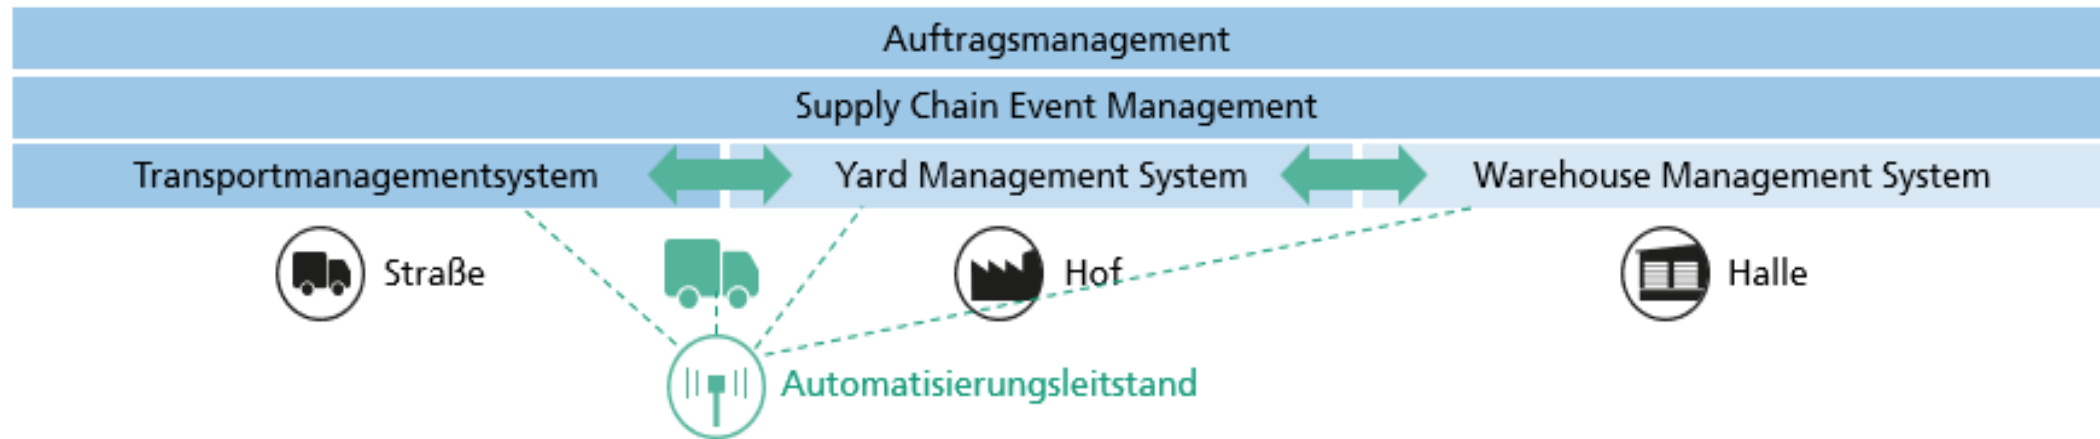 Auftragsmanagement
Supply Chain Event Management
Transportmanagementsystem
Yard Management System
Warehouse Management System
Straße
Hof
Halle
Automatisierungsleitstand